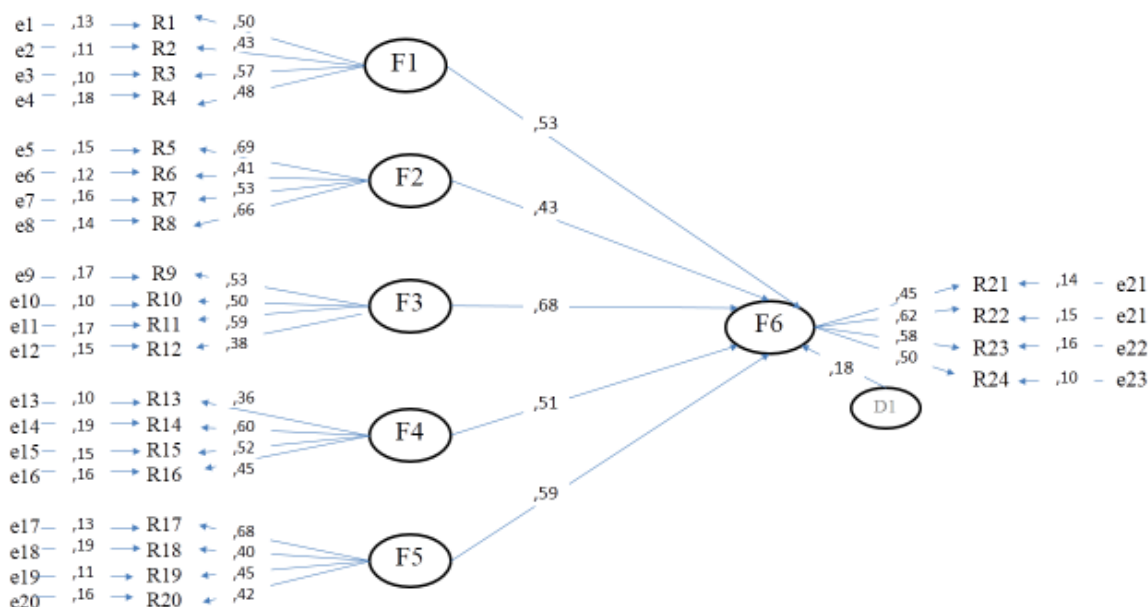 e1 ,13 R1 ,50
e2 ,11 R2 ,43
e3 ,10 R3 ,57
e4 ,18 R4 ,48
F1
,53
e5 ,15 R5 ,69
e6 ,12 R6 ,41
e7 ,16 R7 ,53
e8 ,14 R8 ,66
F2
,43
e9 ,17 R9 ,53
e10 ,10 R10 ,50
e11 ,17 R11 ,59
e12 ,15 R12 ,38
F3
,68
e13 ,10 R13 ,36
e14 ,19 R14 ,60
e15 ,15 R15 ,52
e16 ,16 R16 ,45
F4
,51
e17 ,13 R17 ,68
e18 ,19 R18 ,40
e19 ,11 R19 ,45
e20 ,16 R20 ,42
F5
,59
F6
,45 R21 ,14 e21
,62 R22 ,15 e21
,58 R23 ,16 e22
,50 R24 ,10 e23
,18
D1